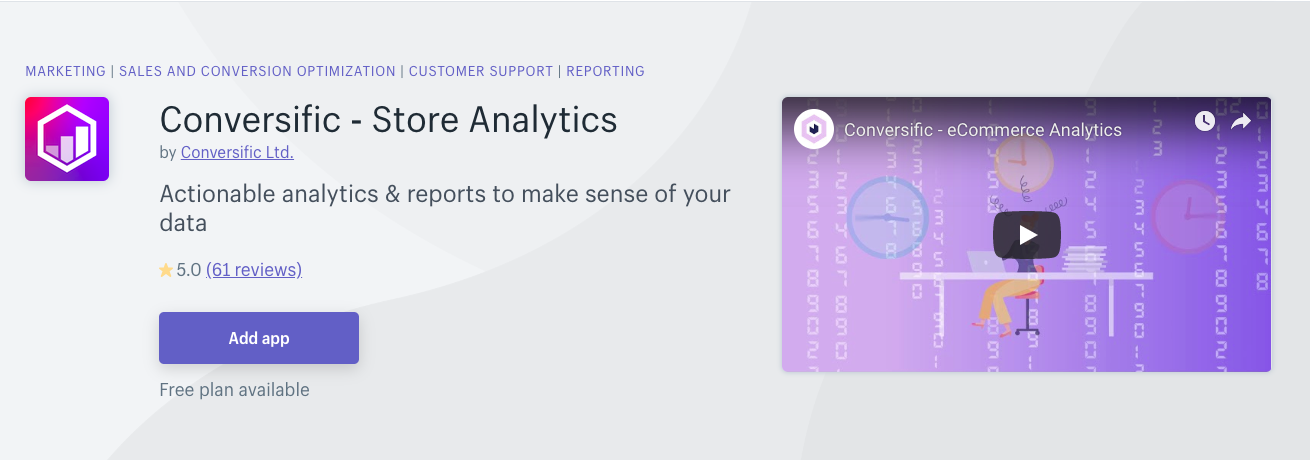 MARKETING | SALES AND CONVERSION OPTIMIZATION | CUSTOMER SUPPORT | REPORTING
Conversific - Store Analytics
by Conversific Ltd.
Actionable analytics & reports to make sense of your
data
5.0 (61 reviews)
Add app
Free plan available
Conversific - eCommerce Analytics